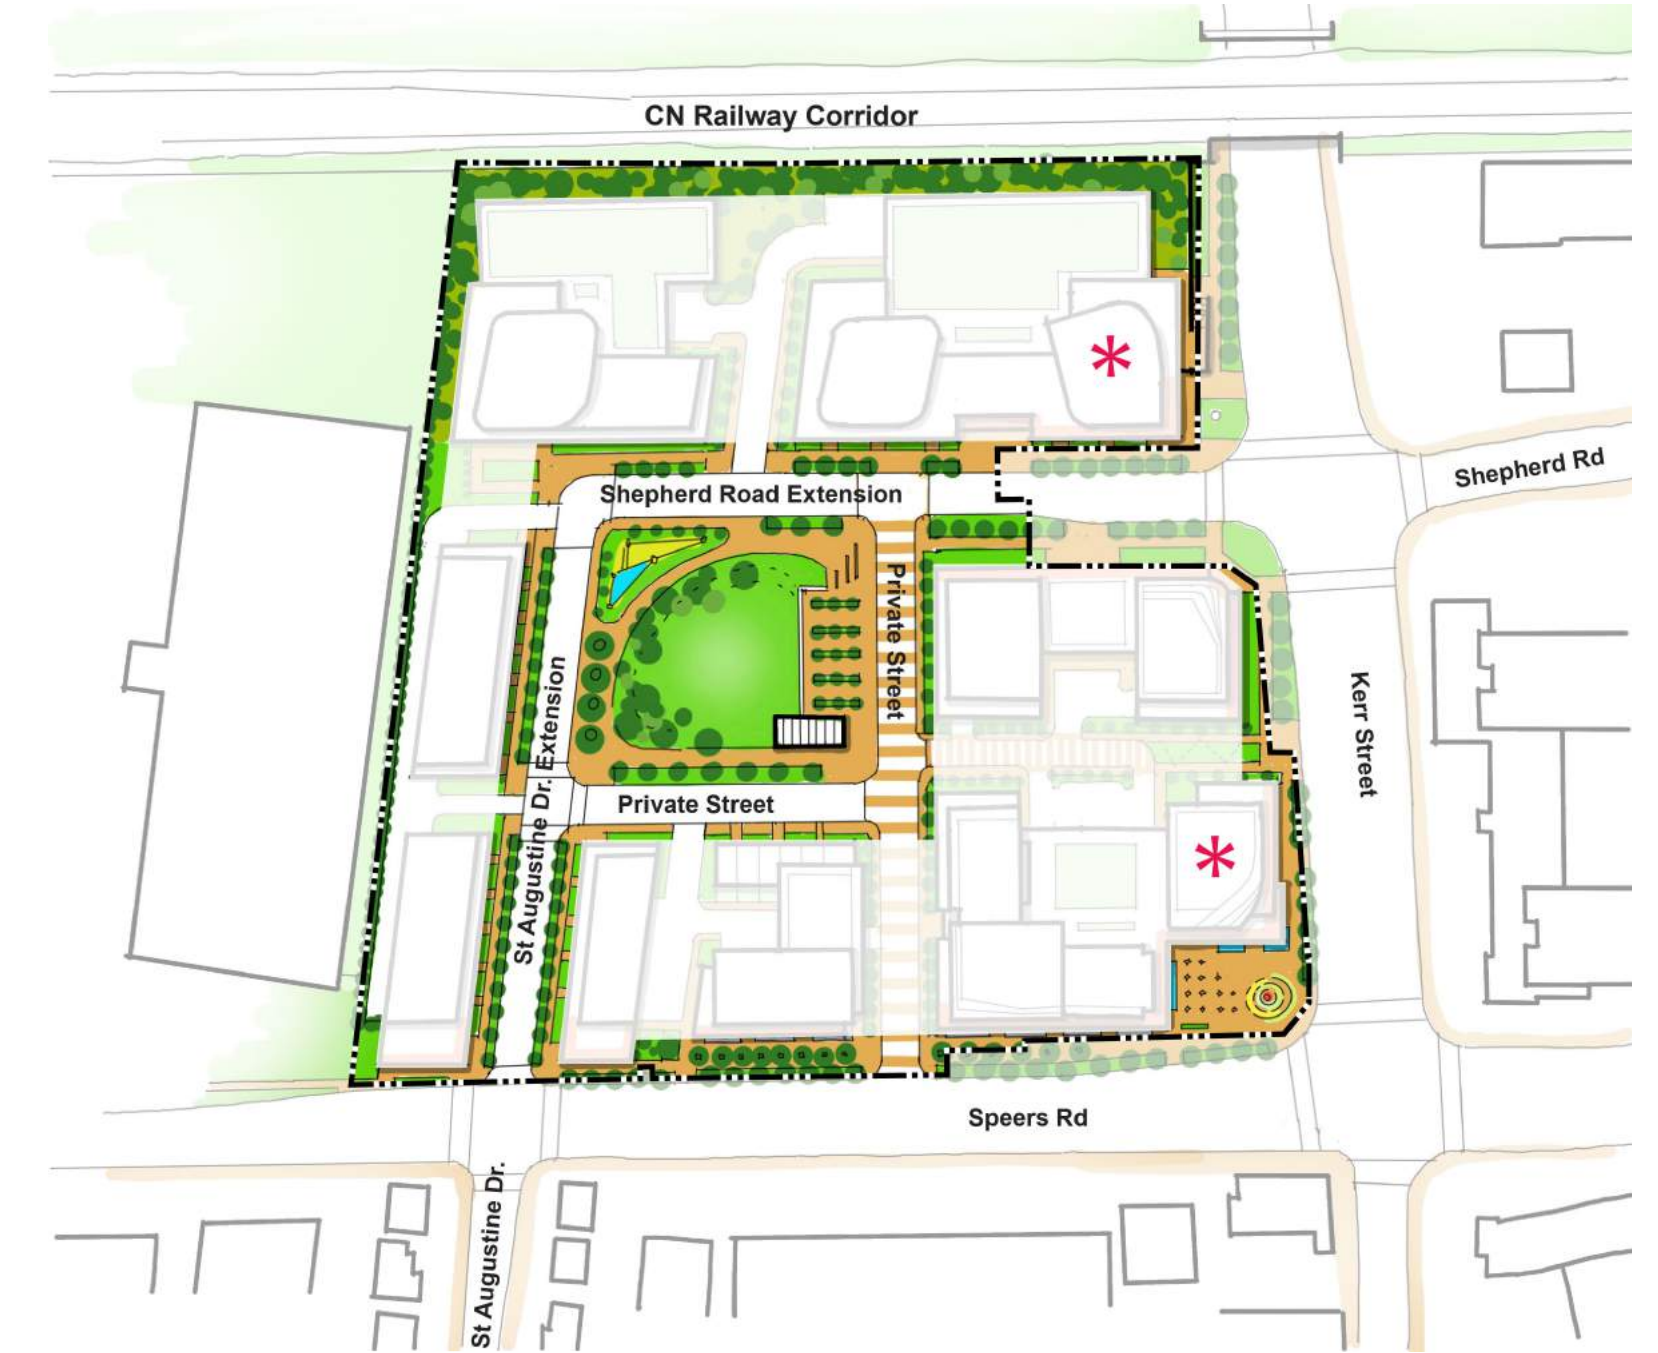 CN Railway Corridor
Shepherd Rd
Shepherd Road Extension
Private Street
St Augustine Dr. Extension
Kerr Street
Private Street
Speers Rd
St Augustine Dr.